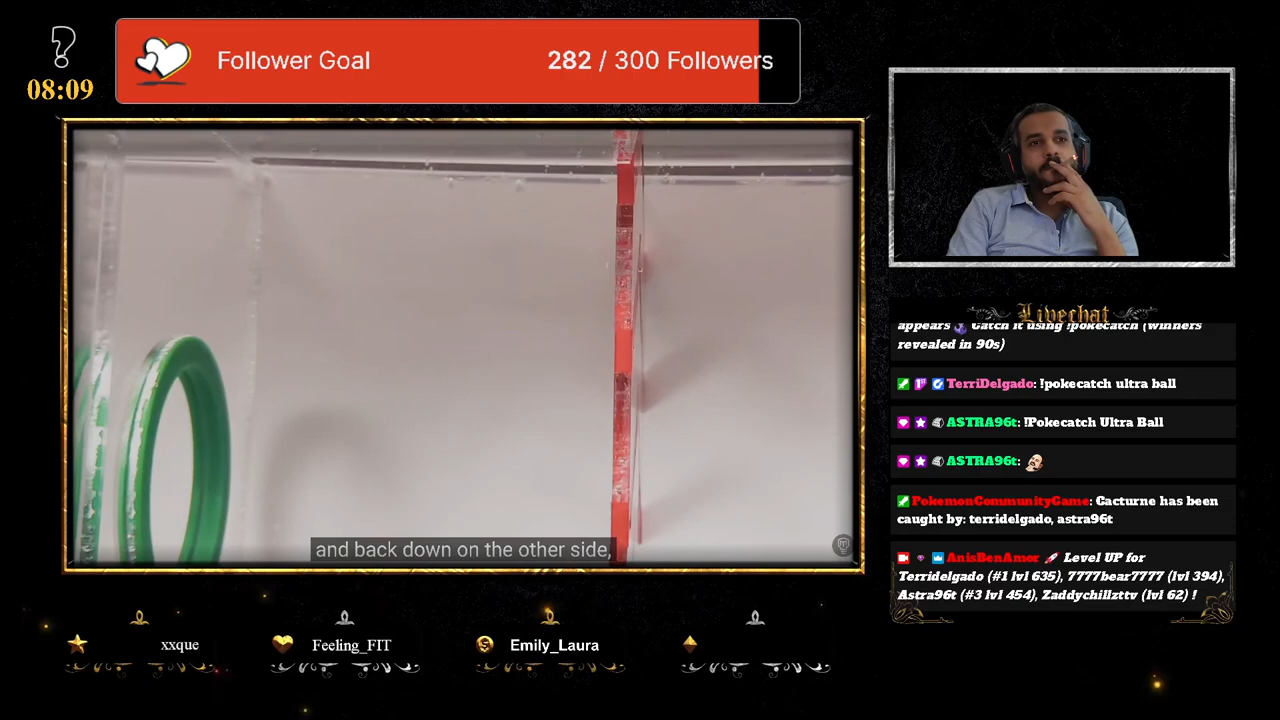 Follower Goal
282 / 300 Followers
08:09
and back down on the other side,
Livechat
appears Catch it using !pokecatch (winners
revealed in 90s)
TerriDelgado: !pokecatch ultra ball
ASTRA96t: !Pokecatch Ultra Ball
ASTRA96t:
PokemonCommunityGame: Cacturne has been
caught by: terridelgado, astra96t
AnisBenAmor Level UP for
Terridelgado (#1 lvl 635), 7777bear7777 (lvl 394),
Astra96t (#3 lvl 454), Zaddychillzttv (lvl 62) !
xxque
Feeling_FIT
Emily_Laura